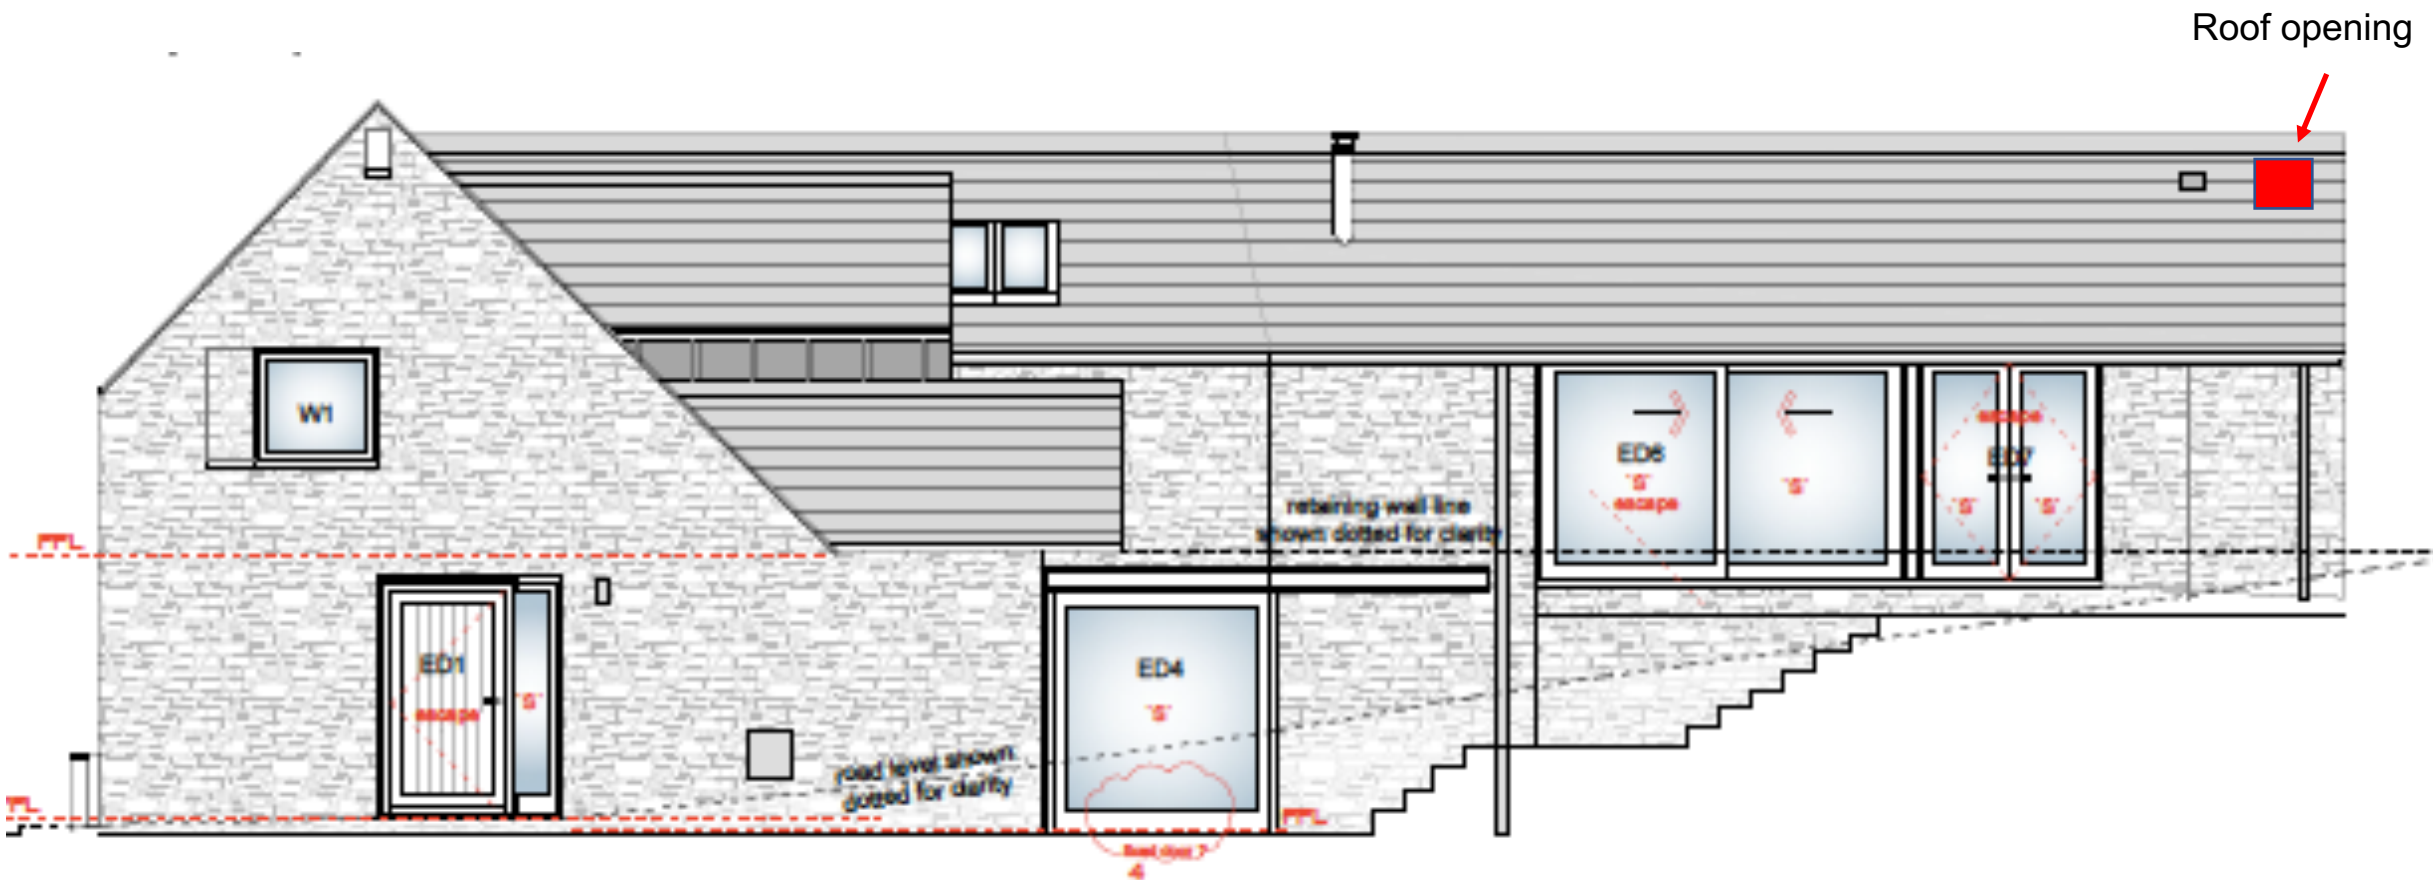 Roof opening
W1
ED6
"S"
escape
"S"
escape
ED7
"S"
"S"
retaining wall line
shown dotted for clarity
FFL
ED1
escape
"S"
ED4
"S"
road level shown
dotted for clarity
FFL
FFL
4